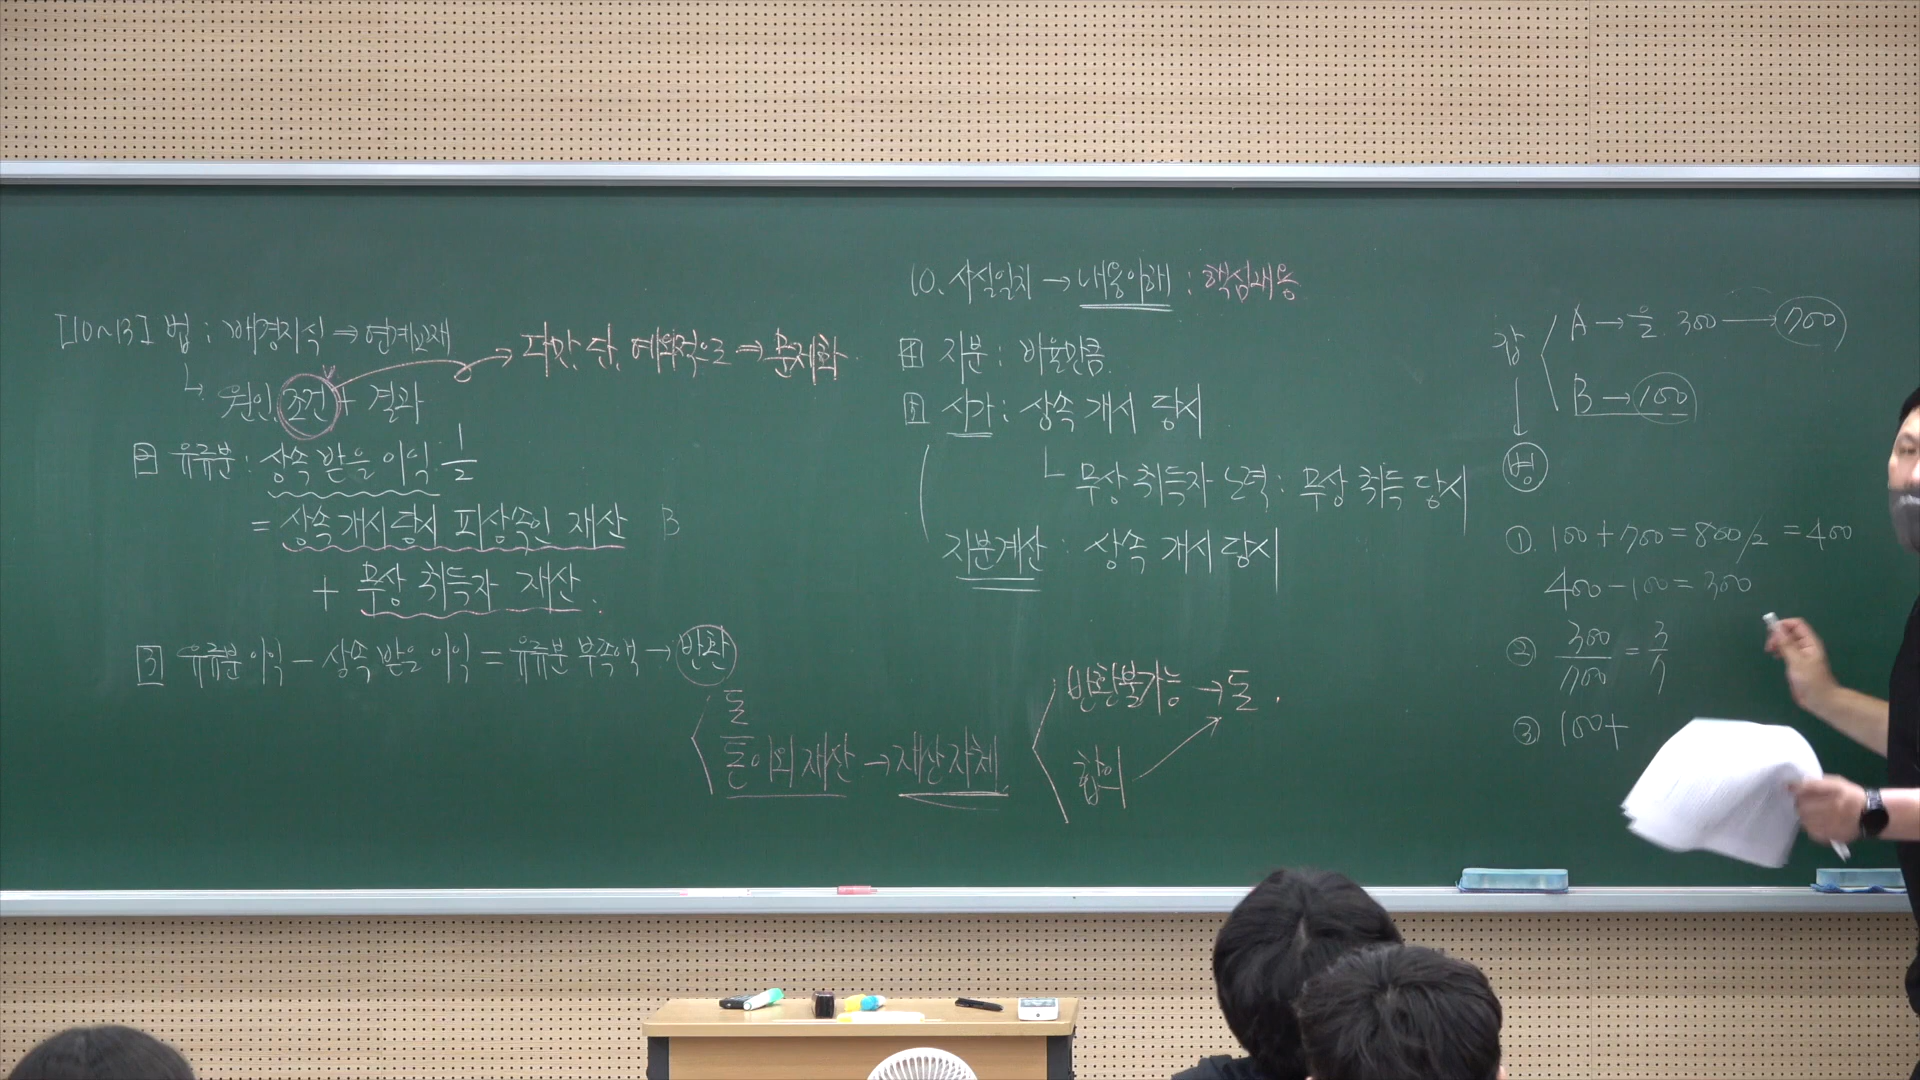 [10~13] 법 : 배경지식 ⇒ 연계교재
└ 원인, 조건 + 결과
다만, 단, 예외적으로 ⇒ 문제화.
[2] 유류분 : 상속 받을 이익 · 1/2
= 상속개시당시 피상속인 재산 B
+ 무상 취득자 재산.
[3] 유류분 이익 - 상속 받은 이익 = 유류분 부족액 → 반환
돈
돈 이외 재산 → 재산 자체
반환불가능 → 돈.
합의
10. 사실일치 → 내용이해 : 핵심내용
[4] 지분 : 비율만큼.
[5] 시가 : 상속 개시 당시
└ 무상취득자 노력 : 무상 취득 당시
지분계산 : 상속 개시 당시
갑
A → 을. 300 → 700
B → 100
병
①. 100+700=800/2 =400
400-100=300
② 300/700 = 3/7
③ 100+